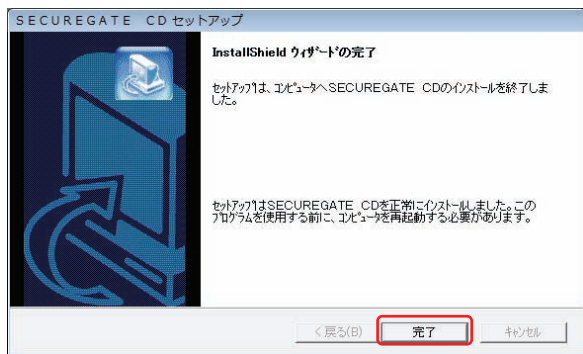 SECUREGATE CD セットアップ
InstallShield ウィザードの完了
セットアップは、コンピュータへSECUREGATE CDのインストールを終了しま
した。
セットアップはSECUREGATE CDを正常にインストールしました。この
プログラムを使用する前に、コンピュータを再起動する必要があります。
< 戻る(B)
完了
キャンセル